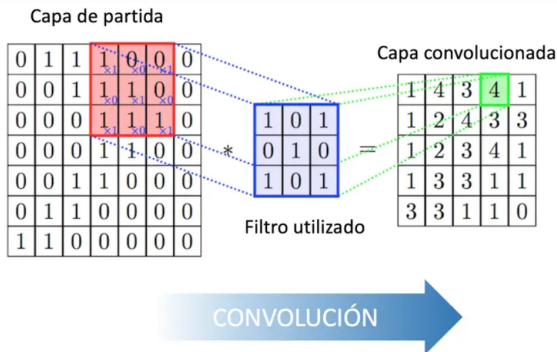 Capa de partida
0 1 1 1×1 0×0 0×1 0
0 0 1 1×0 1×1 0×0 0
0 0 0 1×1 1×0 1×1 0
0 0 0 1 1 0 0
0 0 1 1 0 0 0
0 1 1 0 0 0 0
1 1 0 0 0 0 0
*
1 0 1
0 1 0
1 0 1
Filtro utilizado
=
Capa convolucionada
1 4 3 4 1
1 2 4 3 3
1 2 3 4 1
1 3 3 1 1
3 3 1 1 0
CONVOLUCIÓN